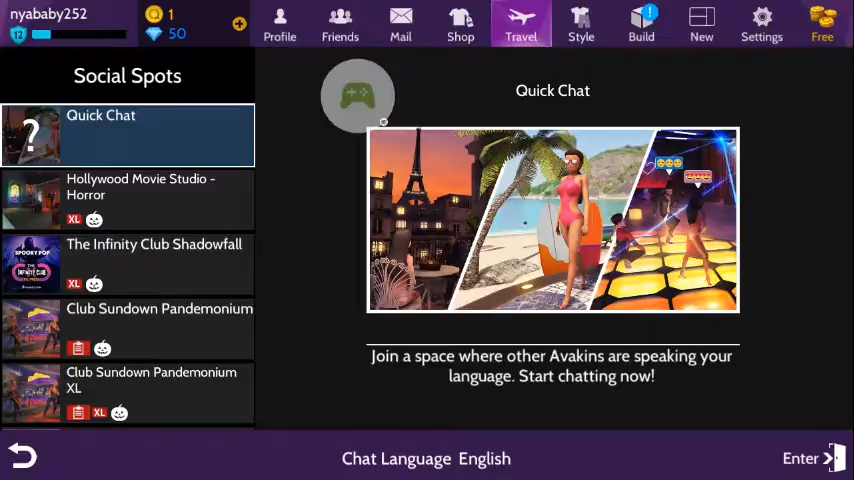 nyababy252
12
1
50
Profile
Friends
Mail
Shop
Travel
Style
Build
New
Settings
Free
Social Spots
Quick Chat
Hollywood Movie Studio -
Horror
XL
The Infinity Club Shadowfall
XL
Club Sundown Pandemonium
Club Sundown Pandemonium
XL
XL
Quick Chat
Join a space where other Avakins are speaking your
language. Start chatting now!
Chat Language English
Enter